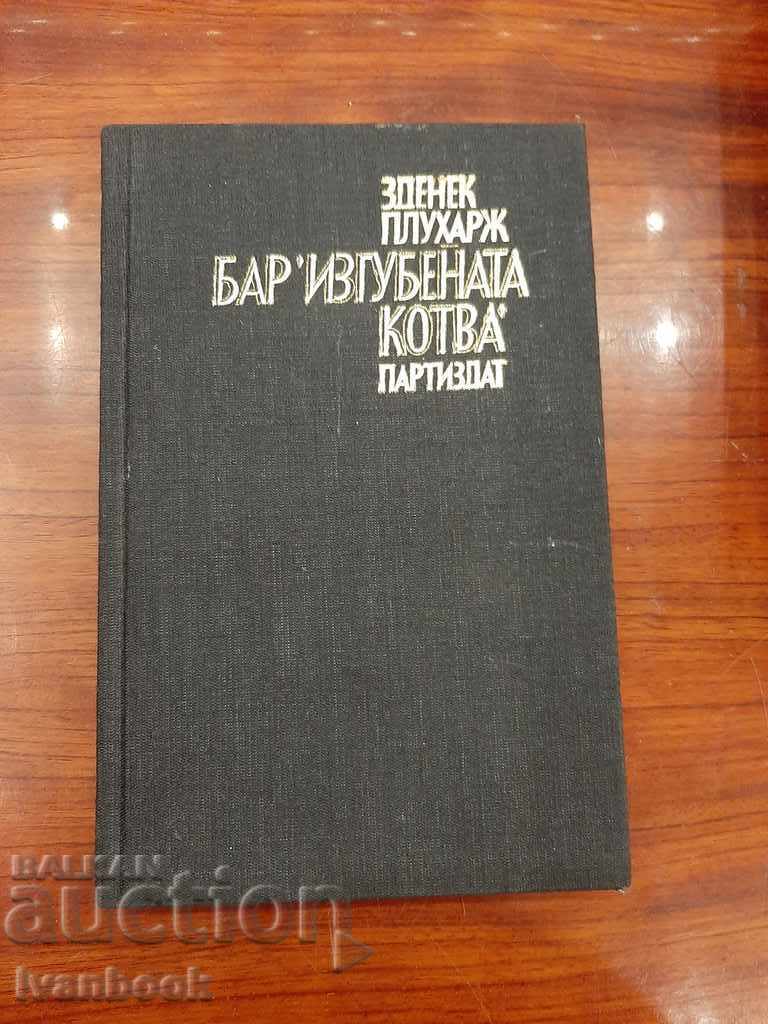 ЗДЕНЕК
ПЛУХАРЖ
БАР 'ИЗГУБЕНАТА
КОТВА'
ПАРТИЗДАТ
BALKAN
auction
Ivanbook